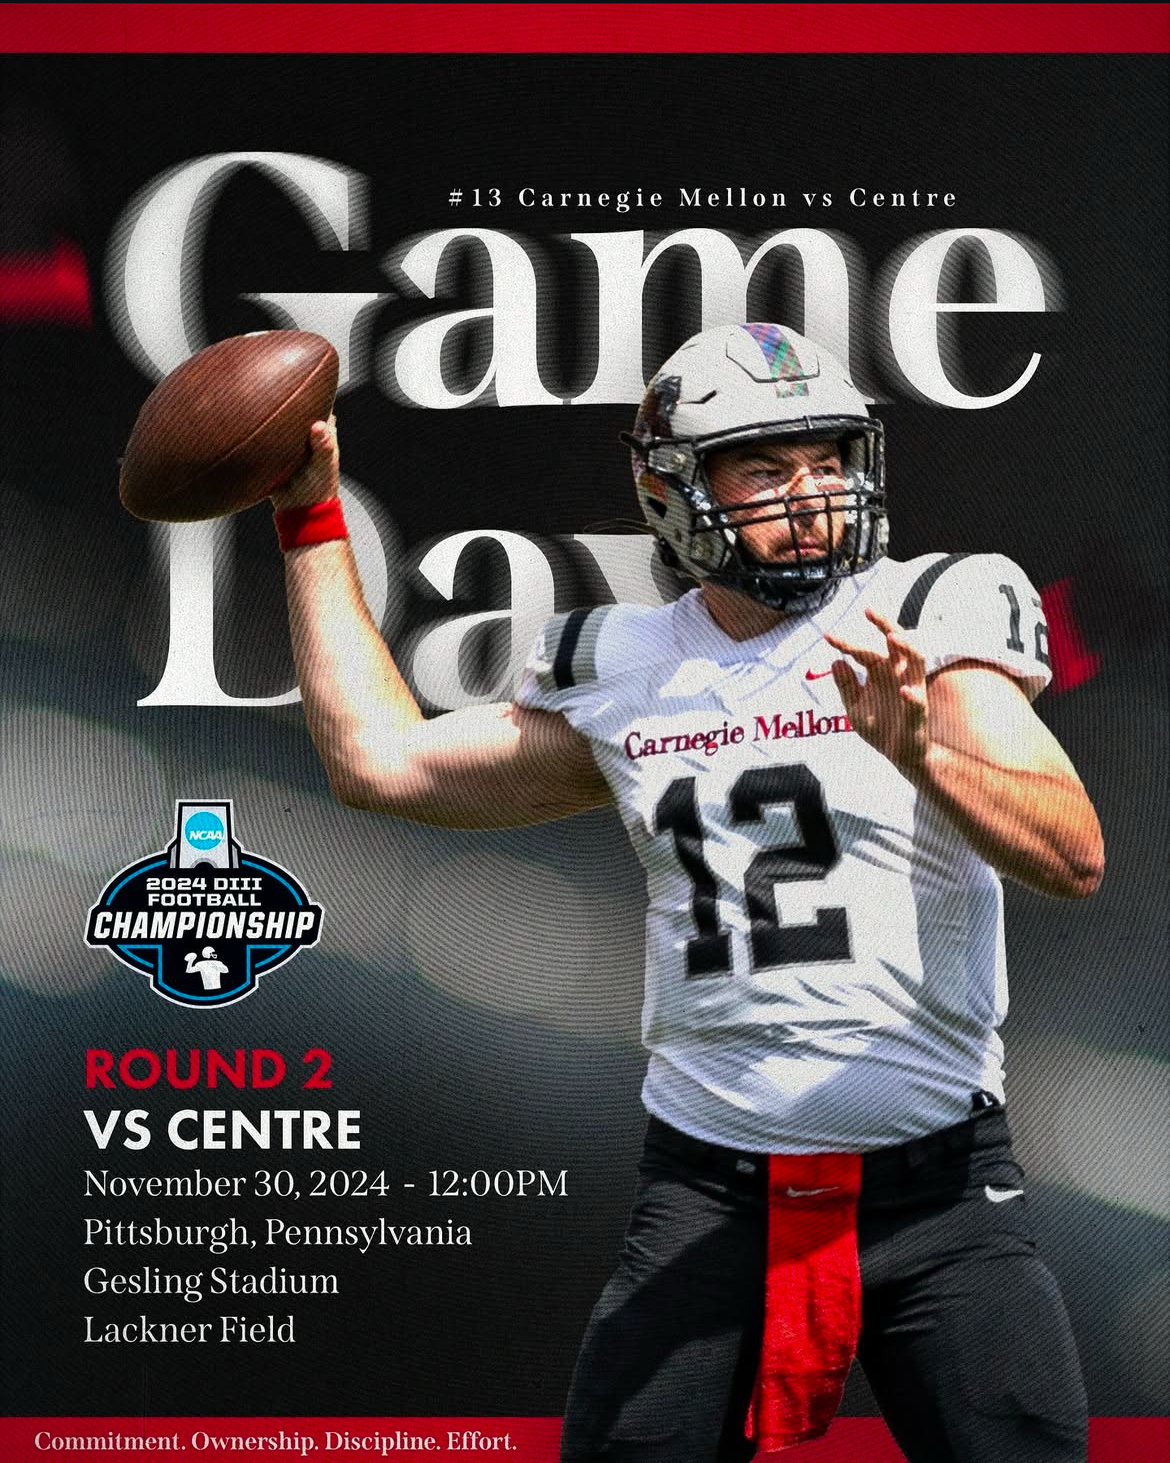 #13 Carnegie Mellon vs Centre
Game
Day
12
Carnegie Mellon
12
NCAA
2024 DIII
FOOTBALL
CHAMPIONSHIP
ROUND 2
VS CENTRE
November 30, 2024 - 12:00PM
Pittsburgh, Pennsylvania
Gesling Stadium
Lackner Field
Commitment. Ownership. Discipline. Effort.